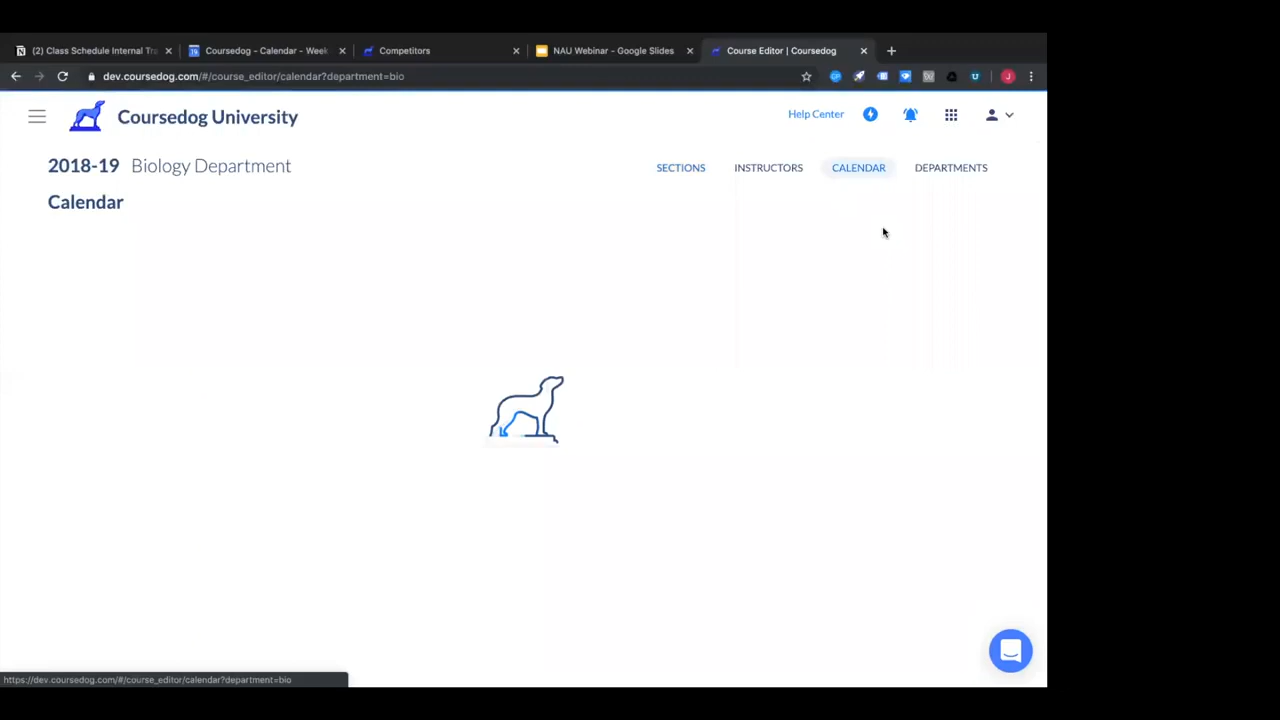 (2) Class Schedule Internal Tra
Coursedog - Calendar - Week
Competitors
NAU Webinar - Google Slides
Course Editor | Coursedog
dev.coursedog.com/#/course_editor/calendar?department=bio
J
Coursedog University
Help Center
2018-19 Biology Department
SECTIONS
INSTRUCTORS
CALENDAR
DEPARTMENTS
Calendar
https://dev.coursedog.com/#/course_editor/calendar?department=bio